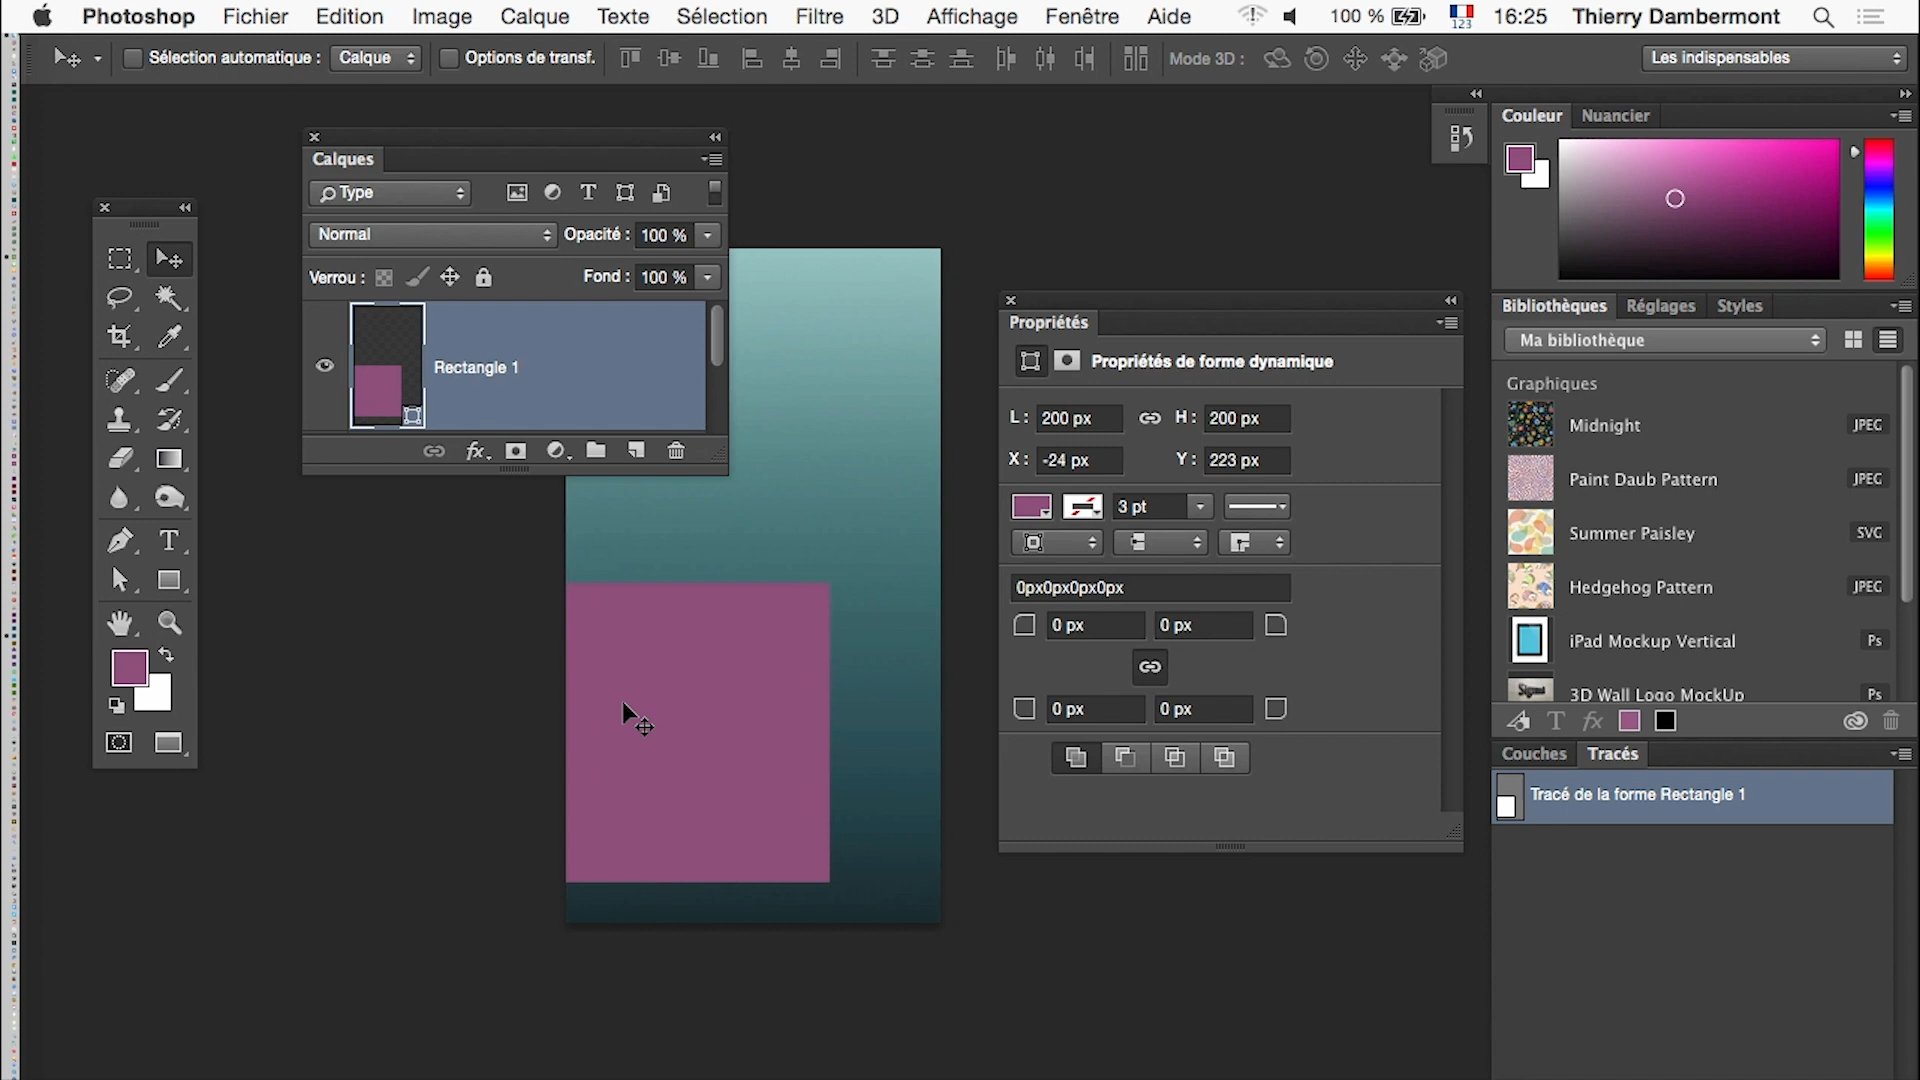 Photoshop Fichier Edition Image Calque Texte Sélection Filtre 3D Affichage Fenêtre Aide 100 % 123 16:25 Thierry Dambermont
Sélection automatique : Calque Options de transf. Mode 3D : Les indispensables
Calques
Type
Normal Opacité : 100 %
Verrou : Fond : 100 %
Rectangle 1
fx
T
Propriétés
Propriétés de forme dynamique
L : 200 px H : 200 px
X : -24 px Y : 223 px
3 pt
0px0px0px0px
0 px 0 px
0 px 0 px
Couleur Nuancier
Bibliothèques Réglages Styles
Ma bibliothèque
Graphiques
Midnight JPEG
Paint Daub Pattern JPEG
Summer Paisley SVG
Hedgehog Pattern JPEG
iPad Mockup Vertical Ps
3D Wall Logo MockUp Ps
T fx
Couches Tracés
Tracé de la forme Rectangle 1